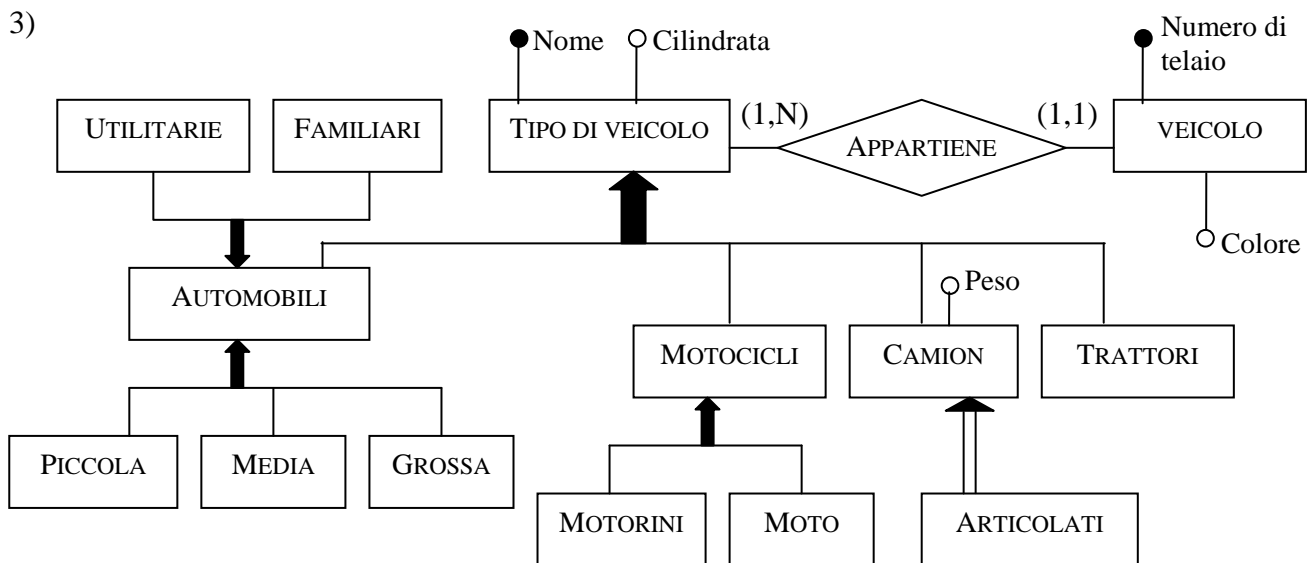 3)
Nome
Cilindrata
Numero di
telaio
UTILITARIE
FAMILIARI
TIPO DI VEICOLO
(1,N)
APPARTIENE
(1,1)
VEICOLO
Colore
AUTOMOBILI
Peso
MOTOCICLI
CAMION
TRATTORI
PICCOLA
MEDIA
GROSSA
MOTORINI
MOTO
ARTICOLATI